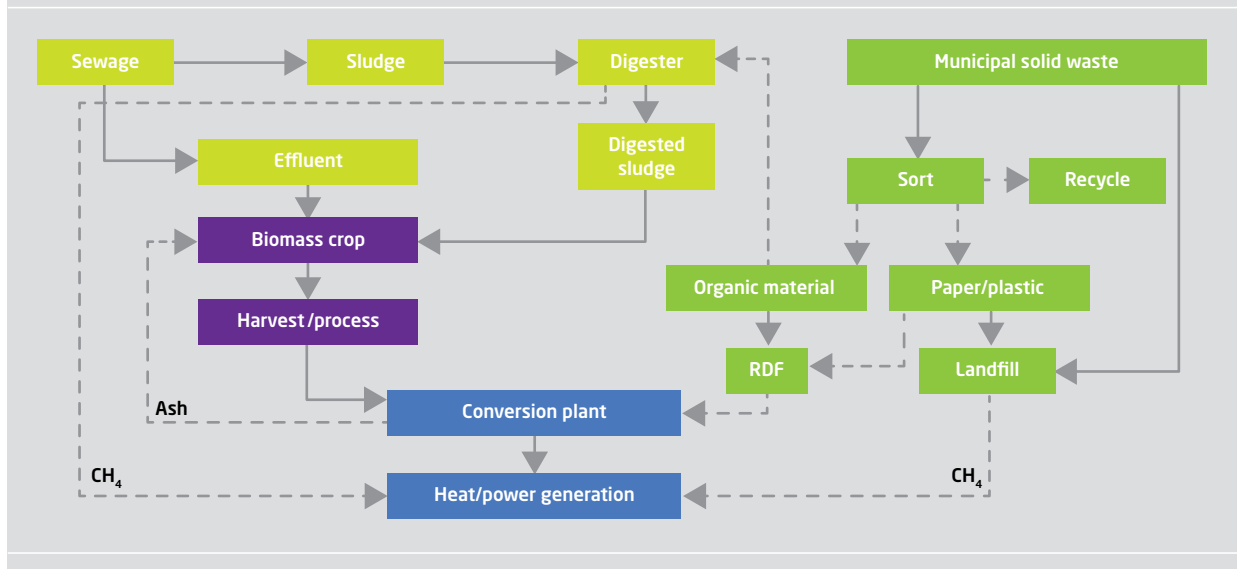 Sewage
Sludge
Digester
Municipal solid waste
Effluent
Digested
sludge
Sort
Recycle
Biomass crop
Organic material
Paper/plastic
Harvest/process
RDF
Landfill
Ash
Conversion plant
CH₄
Heat/power generation
CH₄